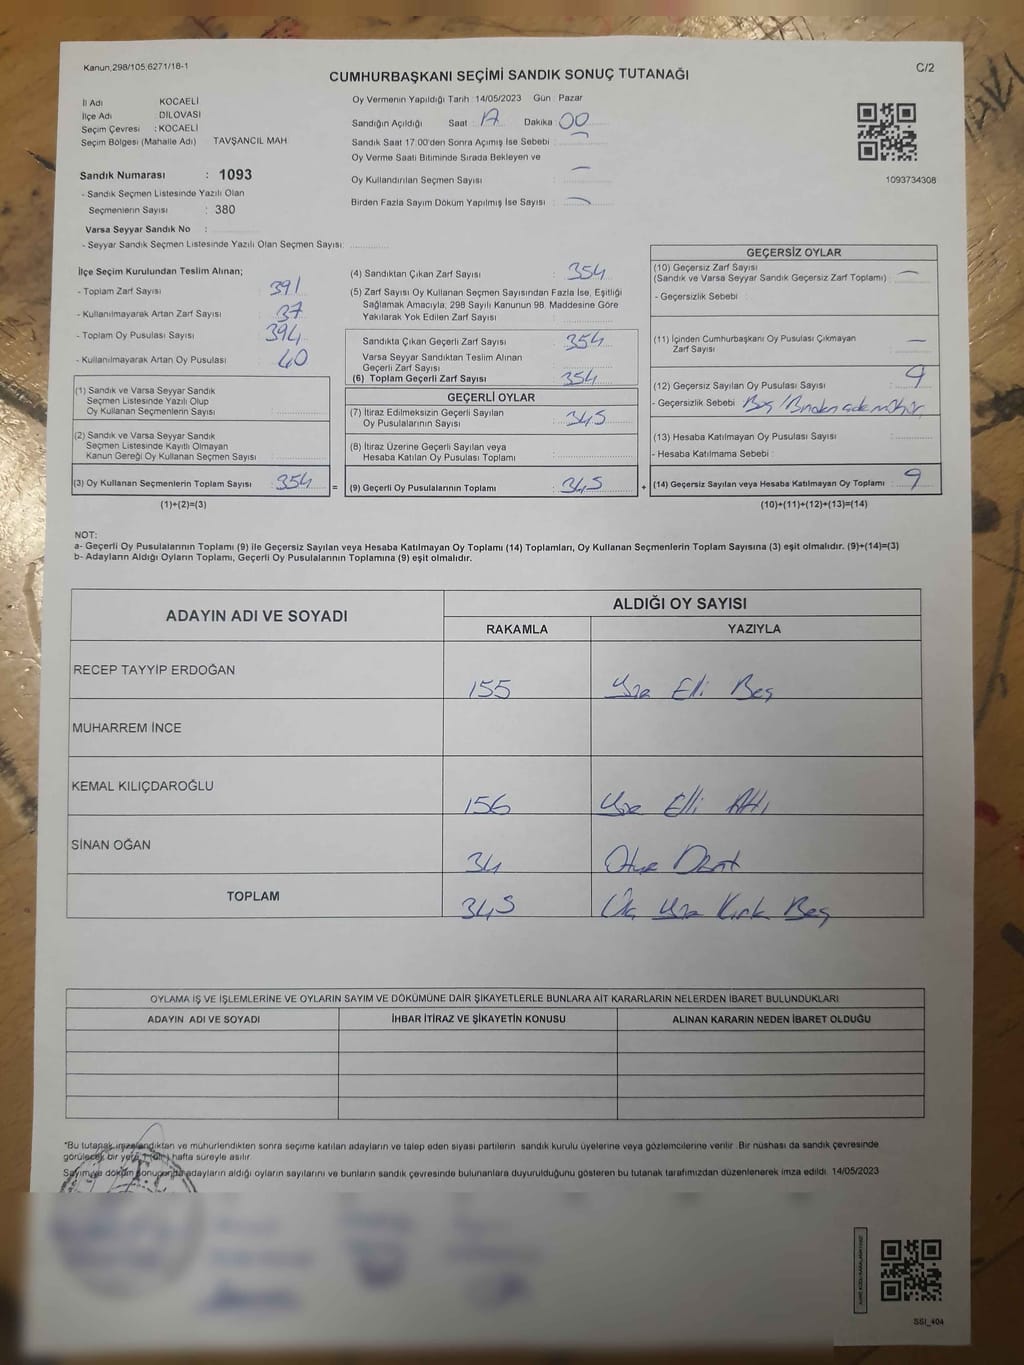 Kanun,298/105,6271/18-1
C/2
CUMHURBAŞKANI SEÇİMİ SANDIK SONUÇ TUTANAĞI
İl Adı KOCAELİ
İlçe Adı DİLOVASI
Seçim Çevresi : KOCAELİ
Seçim Bölgesi (Mahalle Adı) TAVŞANCIL MAH
Sandık Numarası : 1093
- Sandık Seçmen Listesinde Yazılı Olan
Seçmenlerin Sayısı : 380
Varsa Seyyar Sandık No :
- Seyyar Sandık Seçmen Listesinde Yazılı Olan Seçmen Sayısı:
Oy Vermenin Yapıldığı Tarih : 14/05/2023 Gün : Pazar
Sandığın Açıldığı Saat : 17 Dakika : 00
Sandık Saat 17:00'den Sonra Açımış İse Sebebi :
Oy Verme Saati Bitiminde Sırada Bekleyen ve
Oy Kullandırılan Seçmen Sayısı : —
Birden Fazla Sayım Döküm Yapılmış İse Sayısı : —
1093734308
İlçe Seçim Kurulundan Teslim Alınan;
- Toplam Zarf Sayısı : 391
- Kullanılmayarak Artan Zarf Sayısı : 37
- Toplam Oy Pusulası Sayısı : 394
- Kullanılmayarak Artan Oy Pusulası : 40
(1) Sandık ve Varsa Seyyar Sandık
Seçmen Listesinde Yazılı Olup
Oy Kullanan Seçmenlerin Sayısı :
(2) Sandık ve Varsa Seyyar Sandık
Seçmen Listesinde Kayıtlı Olmayan
Kanun Gereği Oy Kullanan Seçmen Sayısı :
(3) Oy Kullanan Seçmenlerin Toplam Sayısı : 354
(1)+(2)=(3)
(4) Sandıktan Çıkan Zarf Sayısı : 354
(5) Zarf Sayısı Oy Kullanan Seçmen Sayısından Fazla İse, Eşitliği
Sağlamak Amacıyla, 298 Sayılı Kanunun 98. Maddesine Göre
Yakılarak Yok Edilen Zarf Sayısı :
Sandıkta Çıkan Geçerli Zarf Sayısı : 354
Varsa Seyyar Sandıktan Teslim Alınan
Geçerli Zarf Sayısı :
(6) Toplam Geçerli Zarf Sayısı : 354
GEÇERLİ OYLAR
(7) İtiraz Edilmeksizin Geçerli Sayılan
Oy Pusulalarının Sayısı : 345
(8) İtiraz Üzerine Geçerli Sayılan veya
Hesaba Katılan Oy Pusulası Toplamı :
= (9) Geçerli Oy Pusulalarının Toplamı : 345
GEÇERSİZ OYLAR
(10) Geçersiz Zarf Sayısı
(Sandık ve Varsa Seyyar Sandık Geçersiz Zarf Toplamı) : —
- Geçersizlik Sebebi :
(11) İçinden Cumhurbaşkanı Oy Pusulası Çıkmayan
Zarf Sayısı : —
(12) Geçersiz Sayılan Oy Pusulası Sayısı : 9
- Geçersizlik Sebebi : Boş /
(13) Hesaba Katılmayan Oy Pusulası Sayısı :
- Hesaba Katılmama Sebebi :
+ (14) Geçersiz Sayılan veya Hesaba Katılmayan Oy Toplamı : 9
(10)+(11)+(12)+(13)=(14)
NOT:
a- Geçerli Oy Pusulalarının Toplamı (9) ile Geçersiz Sayılan veya Hesaba Katılmayan Oy Toplamı (14) Toplamları, Oy Kullanan Seçmenlerin Toplam Sayısına (3) eşit olmalıdır. (9)+(14)=(3)
b- Adayların Aldığı Oyların Toplamı, Geçerli Oy Pusulalarının Toplamına (9) eşit olmalıdır.
ADAYIN ADI VE SOYADI ALDIĞI OY SAYISI
RAKAMLA YAZIYLA
RECEP TAYYİP ERDOĞAN 155 Yüz Elli Beş
MUHARREM İNCE
KEMAL KILIÇDAROĞLU 156 Yüz Elli Altı
SİNAN OĞAN 34 Otuz Dört
TOPLAM 345 Üç Yüz Kırk Beş
OYLAMA İŞ VE İŞLEMLERİNE VE OYLARIN SAYIM VE DÖKÜMÜNE DAİR ŞİKAYETLERLE BUNLARA AİT KARARLARIN NELERDEN İBARET BULUNDUKLARI
ADAYIN ADI VE SOYADI İHBAR İTİRAZ VE ŞİKAYETİN KONUSU ALINAN KARARIN NEDEN İBARET OLDUĞU
*Bu tutanak imzalandıktan ve mühürlendikten sonra seçime katılan adayların ve talep eden siyasi partilerin sandık kurulu üyelerine veya gözlemcilerine verilir .Bir nüshası da sandık çevresinde
görülecek bir yere 1 (bir) hafta süreyle asılır.
Sayım ve döküm sonucunda adayların aldığı oyların sayılarını ve bunların sandık çevresinde bulunanlara duyurulduğunu gösteren bu tutanak tarafımızdan düzenlenerek imza edildi. 14/05/2023
T.C.
SSI_404